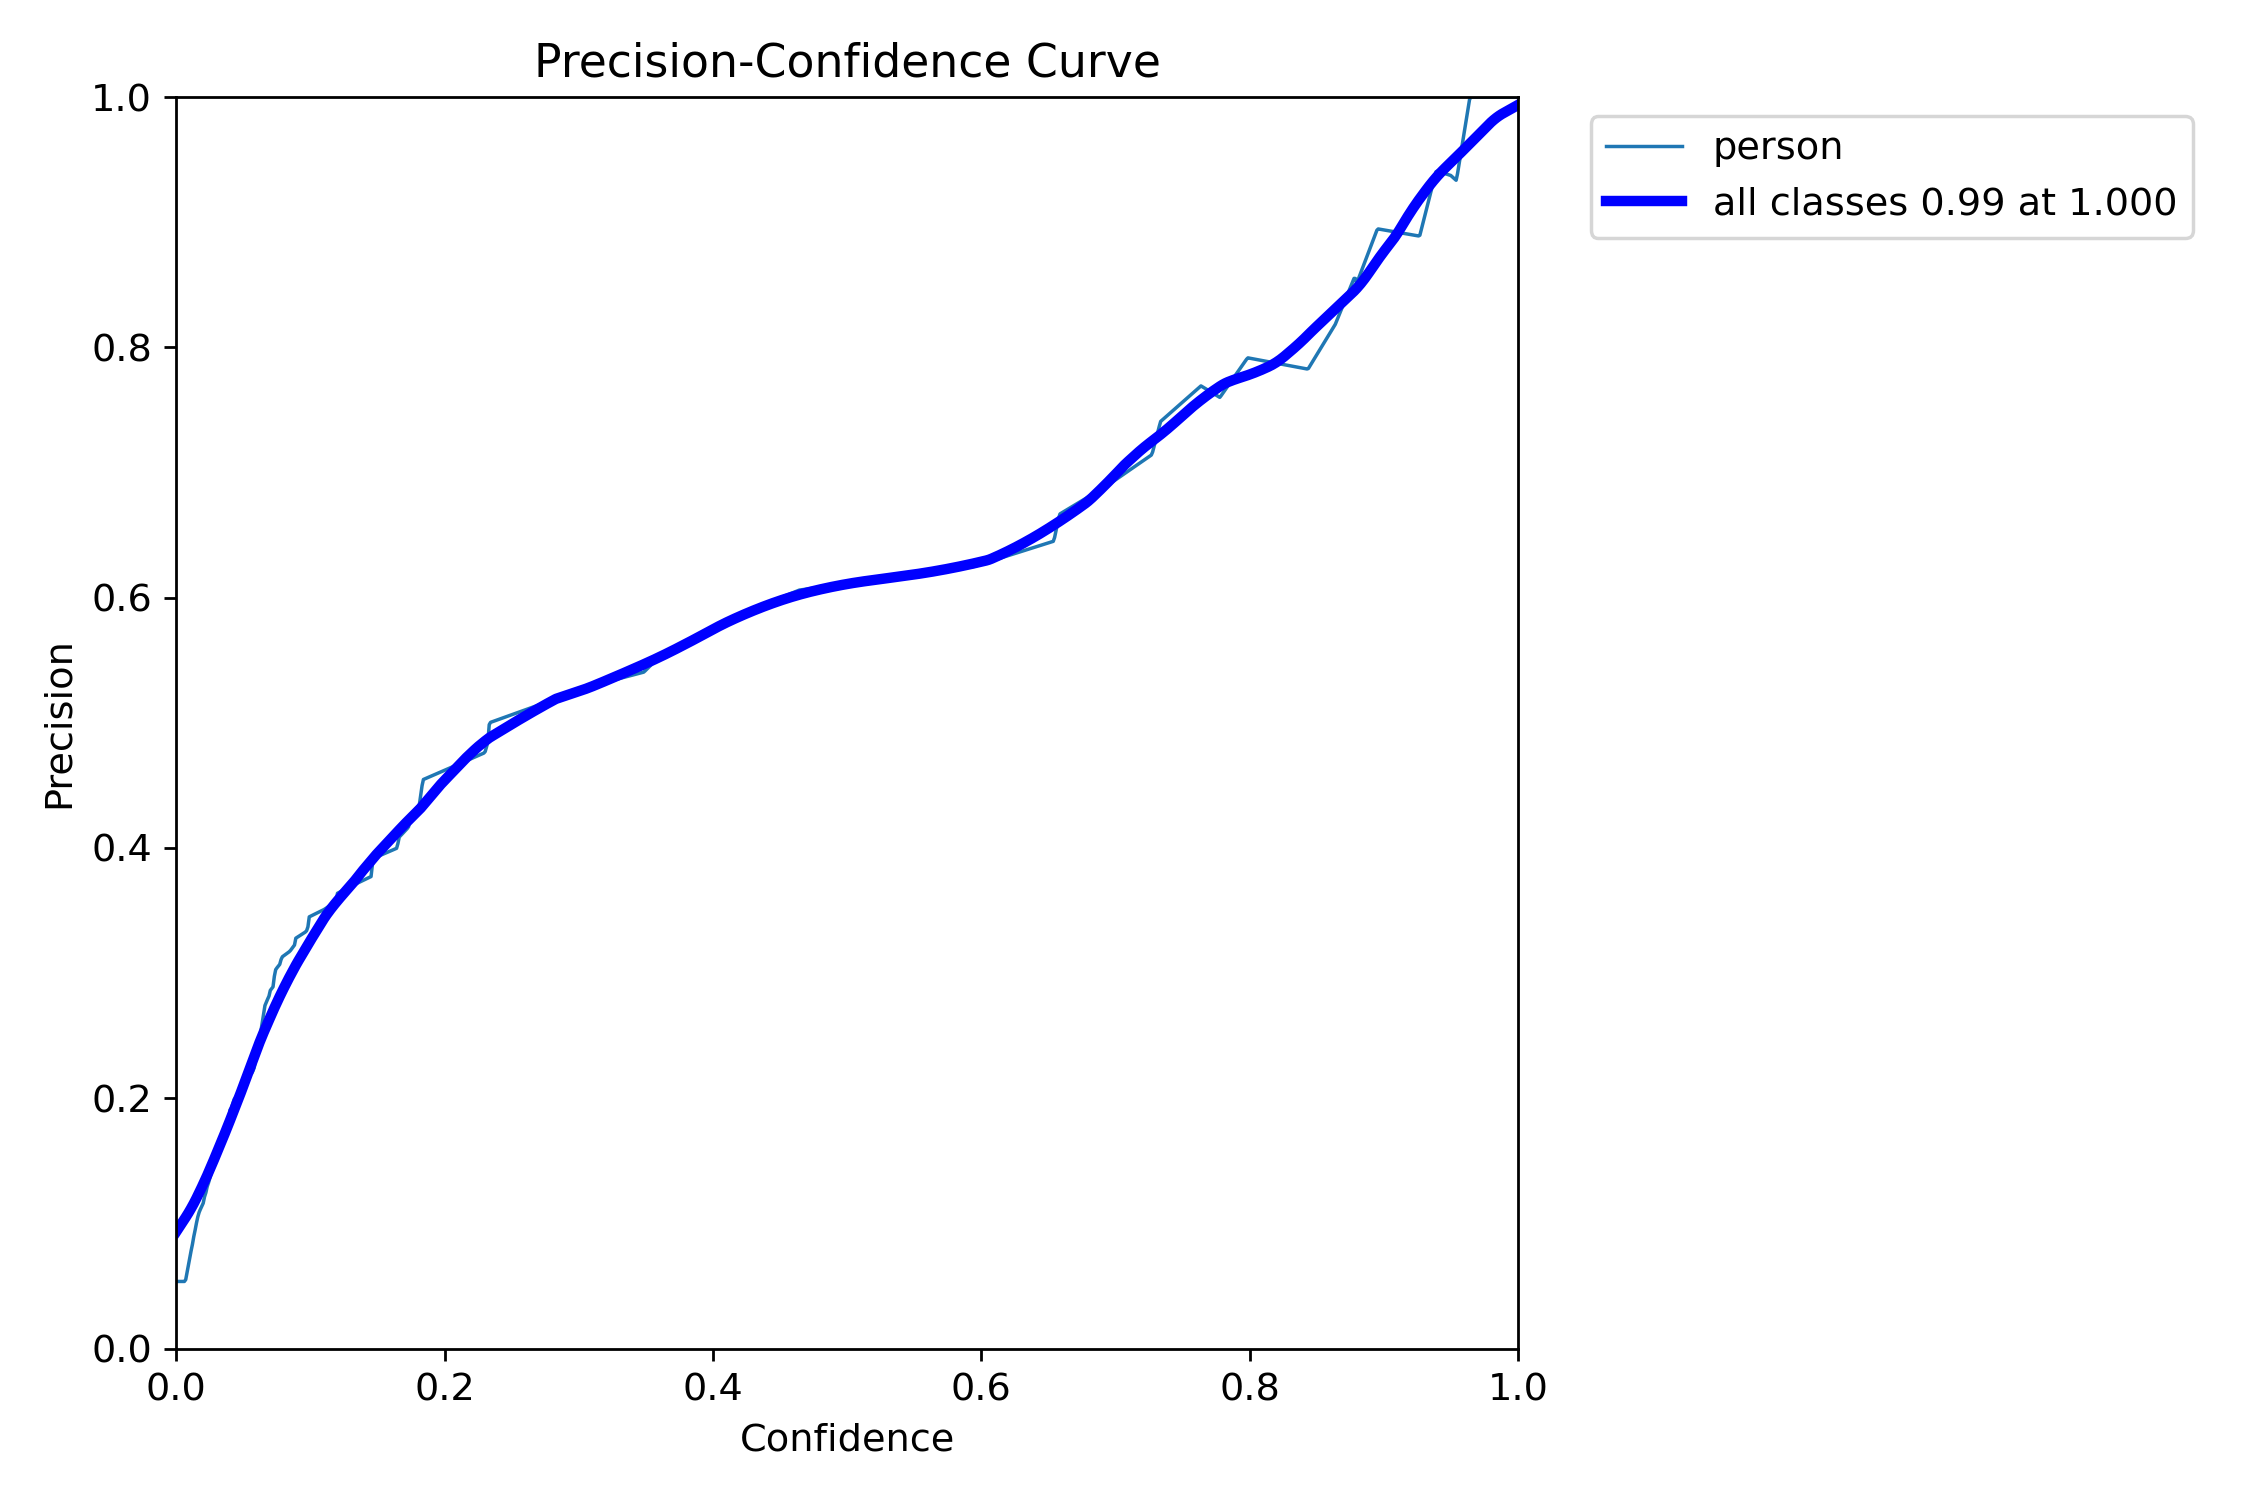 Precision-Confidence Curve
1.0
0.8
0.6
0.4
0.2
0.0
Precision
0.0 0.2 0.4 0.6 0.8 1.0
Confidence
person
all classes 0.99 at 1.000